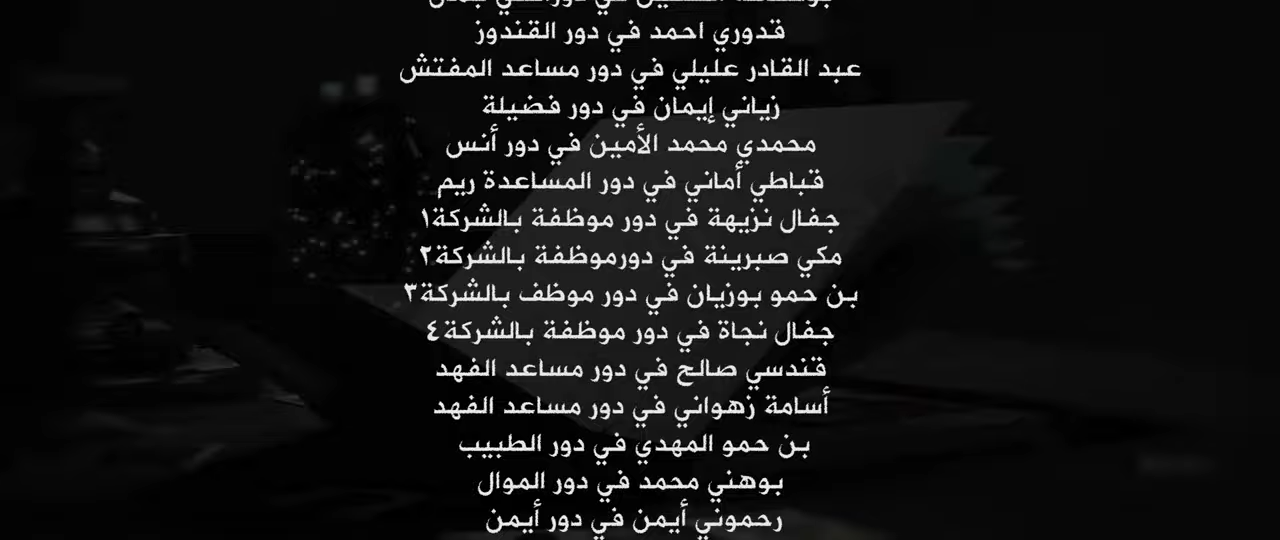 قدوري احمد في دور القندوز
عبد القادر عليلي في دور مساعد المفتش
زياني إيمان في دور فضيلة
محمدي محمد الأمين في دور أنس
قباطي أماني في دور المساعدة ريم
جفال نزيهة في دور موظفة بالشركة١
مكي صبرينة في دورموظفة بالشركة٢
بن حمو بوزيان في دور موظف بالشركة٣
جفال نجاة في دور موظفة بالشركة٤
قندسي صالح في دور مساعد الفهد
أسامة زهواني في دور مساعد الفهد
بن حمو المهدي في دور الطبيب
بوهني محمد في دور الموال
رحموني أيمن في دور أيمن